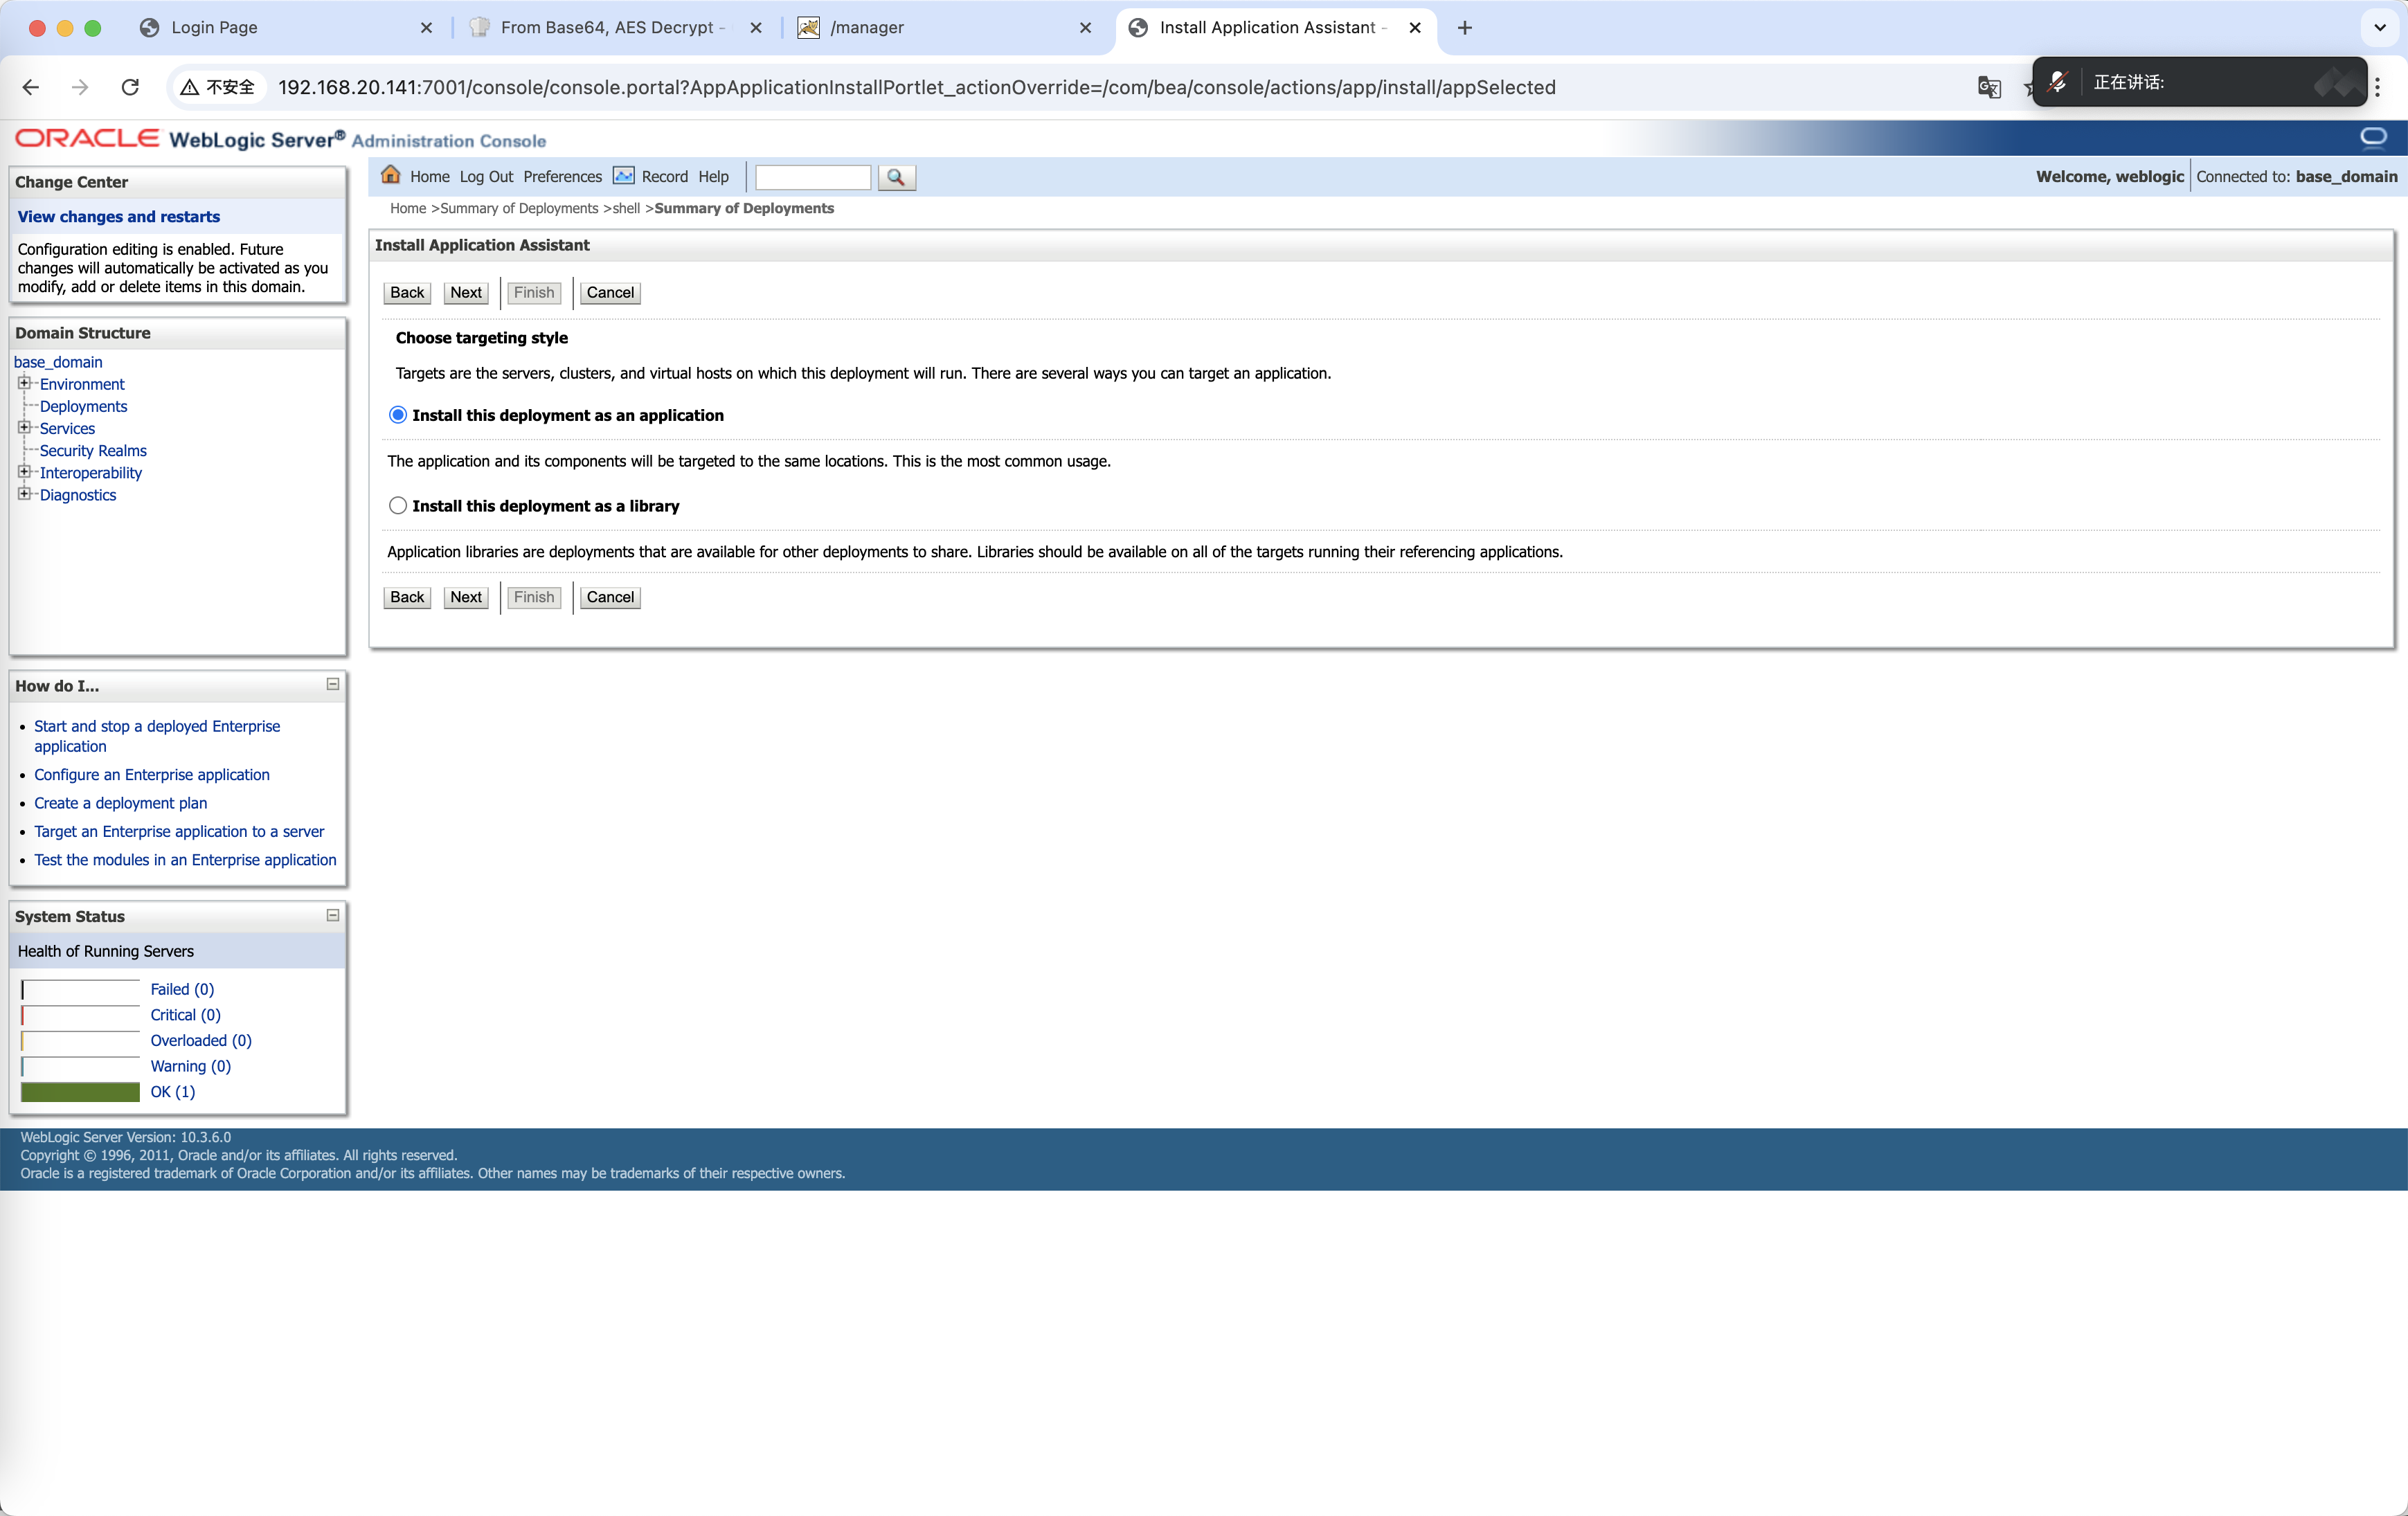 Login Page
From Base64, AES Decrypt -
/manager
Install Application Assistant -
不安全
192.168.20.141:7001/console/console.portal?AppApplicationInstallPortlet_actionOverride=/com/bea/console/actions/app/install/appSelected
正在讲话:
ORACLE WebLogic Server® Administration Console
Change Center
View changes and restarts
Configuration editing is enabled. Future
changes will automatically be activated as you
modify, add or delete items in this domain.
Domain Structure
base_domain
Environment
Deployments
Services
Security Realms
Interoperability
Diagnostics
How do I...
Start and stop a deployed Enterprise
application
Configure an Enterprise application
Create a deployment plan
Target an Enterprise application to a server
Test the modules in an Enterprise application
System Status
Health of Running Servers
Failed (0)
Critical (0)
Overloaded (0)
Warning (0)
OK (1)
Home Log Out Preferences Record Help
Welcome, weblogic Connected to: base_domain
Home >Summary of Deployments >shell >Summary of Deployments
Install Application Assistant
Back Next Finish Cancel
Choose targeting style
Targets are the servers, clusters, and virtual hosts on which this deployment will run. There are several ways you can target an application.
Install this deployment as an application
The application and its components will be targeted to the same locations. This is the most common usage.
Install this deployment as a library
Application libraries are deployments that are available for other deployments to share. Libraries should be available on all of the targets running their referencing applications.
Back Next Finish Cancel
WebLogic Server Version: 10.3.6.0
Copyright © 1996, 2011, Oracle and/or its affiliates. All rights reserved.
Oracle is a registered trademark of Oracle Corporation and/or its affiliates. Other names may be trademarks of their respective owners.